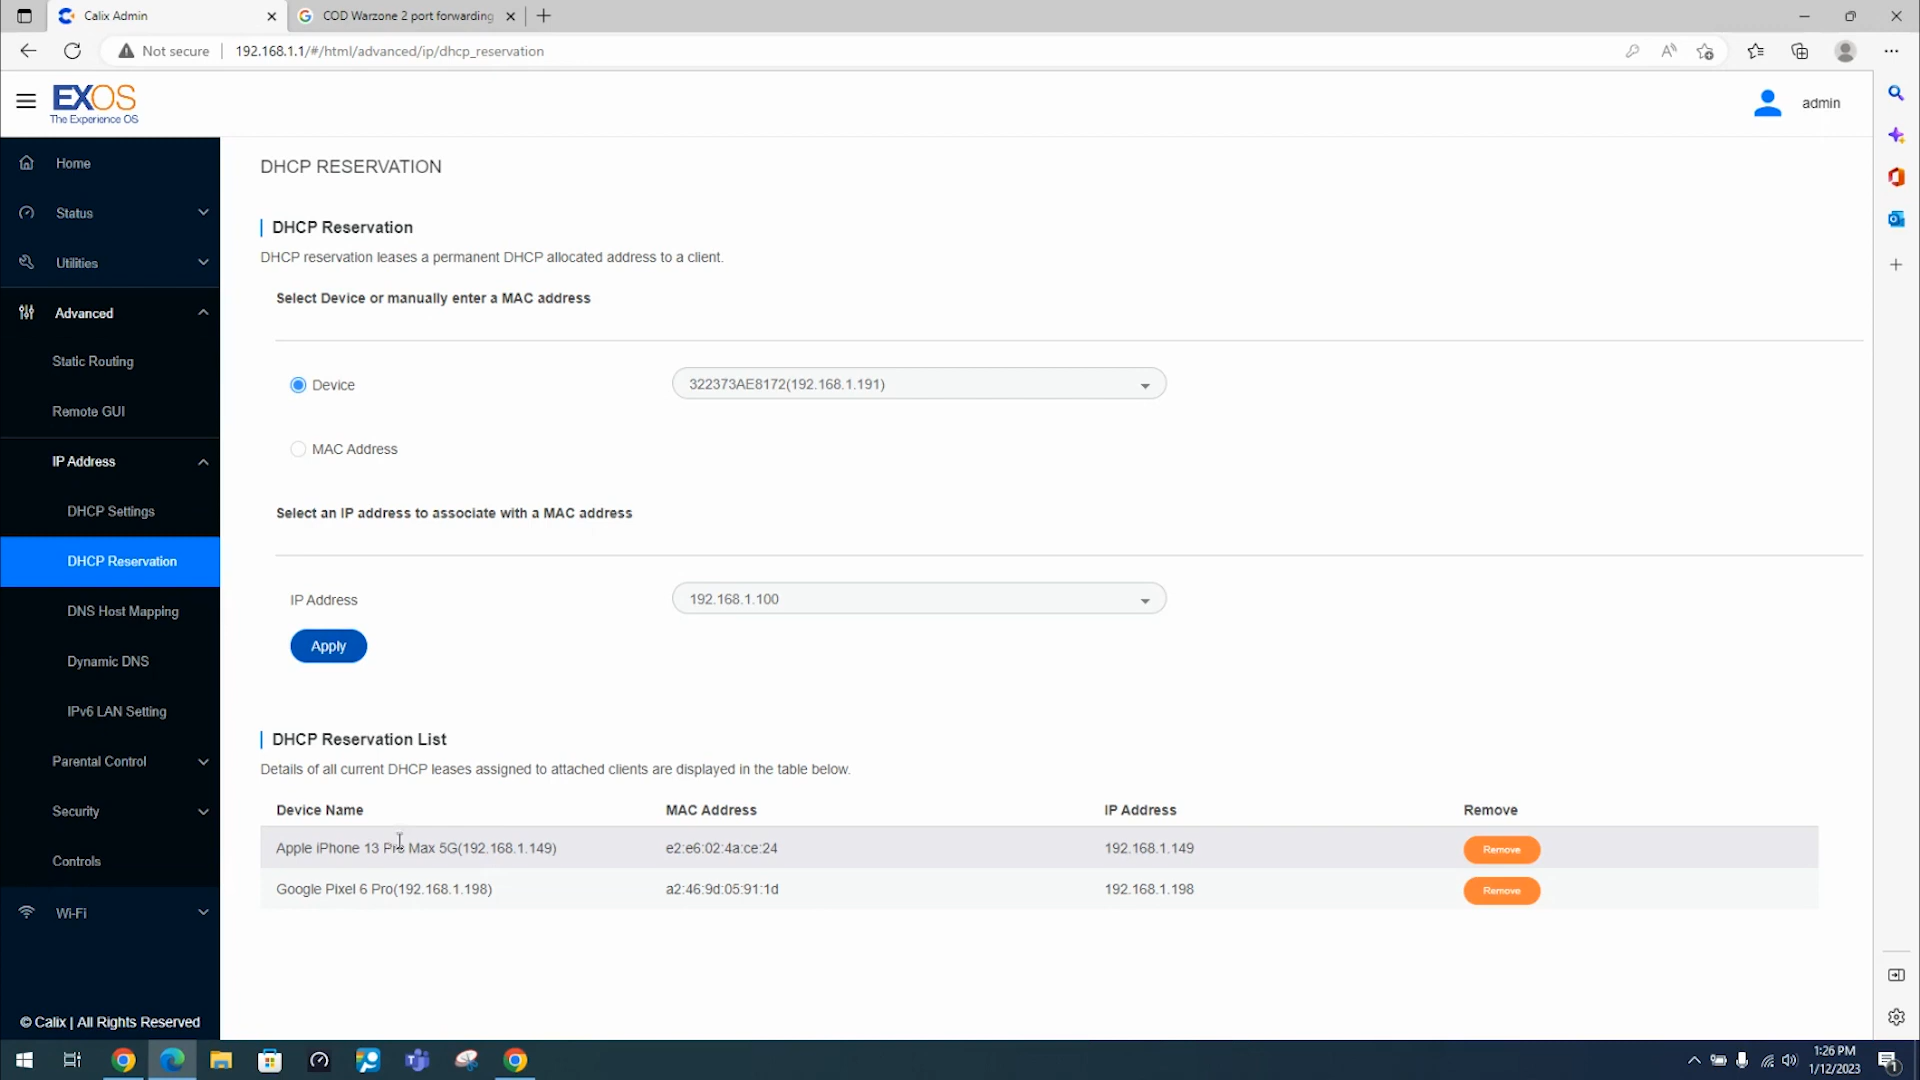 Calix Admin
COD Warzone 2 port forwarding
Not secure
192.168.1.1/#/html/advanced/ip/dhcp_reservation
EXOS
The Experience OS
admin
Home
Status
Utilities
Advanced
Static Routing
Remote GUI
IP Address
DHCP Settings
DHCP Reservation
DNS Host Mapping
Dynamic DNS
IPv6 LAN Setting
Parental Control
Security
Controls
Wi-Fi
© Calix | All Rights Reserved
DHCP RESERVATION
DHCP Reservation
DHCP reservation leases a permanent DHCP allocated address to a client.
Select Device or manually enter a MAC address
Device 322373AE8172(192.168.1.191)
MAC Address
Select an IP address to associate with a MAC address
IP Address 192.168.1.100
Apply
DHCP Reservation List
Details of all current DHCP leases assigned to attached clients are displayed in the table below.
Device Name MAC Address IP Address Remove
Apple iPhone 13 Pro Max 5G(192.168.1.149) e2:e6:02:4a:ce:24 192.168.1.149 Remove
Google Pixel 6 Pro(192.168.1.198) a2:46:9d:05:91:1d 192.168.1.198 Remove
1:26 PM
1/12/2023
1